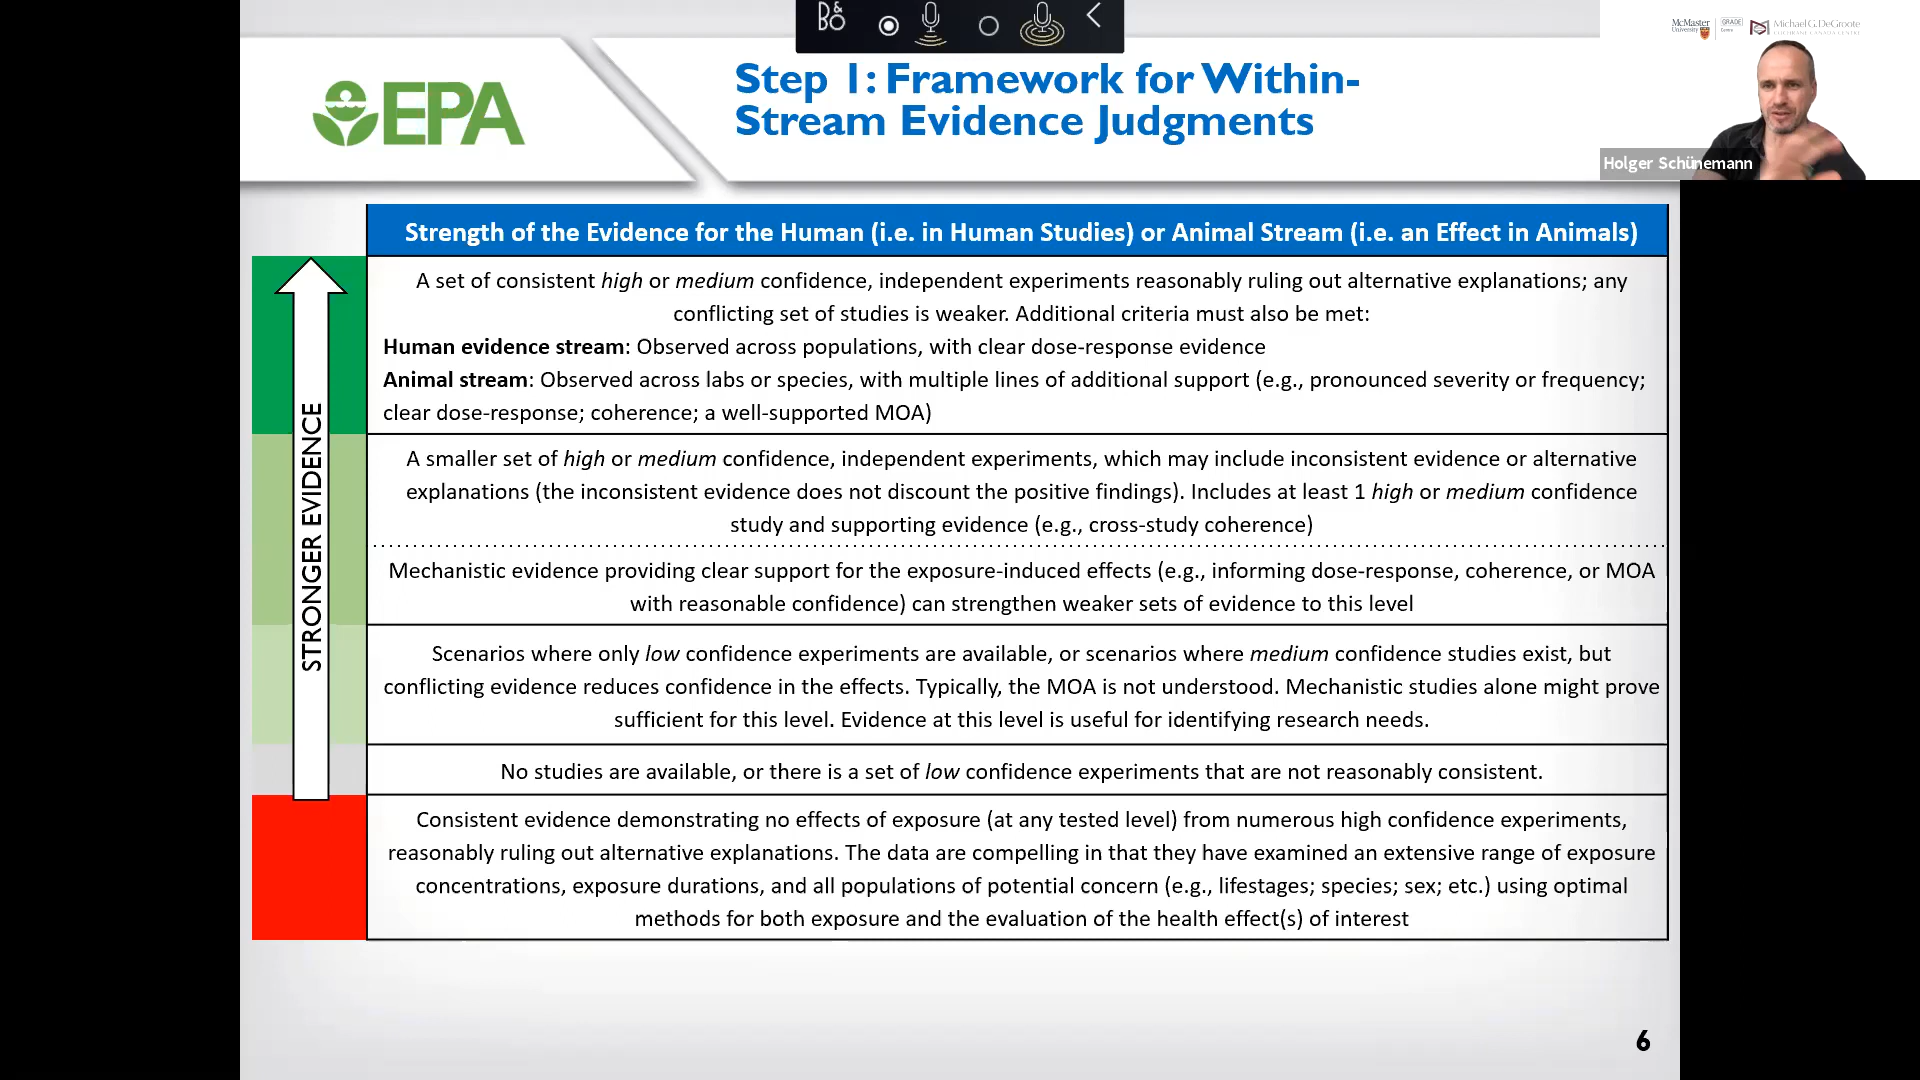 B&O
McMaster
University
GRADE
Centre
Michael G. DeGroote
COCHRANE CANADA CENTRE
EPA
Step 1: Framework for Within-
Stream Evidence Judgments
Holger Schünemann
Strength of the Evidence for the Human (i.e. in Human Studies) or Animal Stream (i.e. an Effect in Animals)
STRONGER EVIDENCE
A set of consistent high or medium confidence, independent experiments reasonably ruling out alternative explanations; any
conflicting set of studies is weaker. Additional criteria must also be met:
Human evidence stream: Observed across populations, with clear dose-response evidence
Animal stream: Observed across labs or species, with multiple lines of additional support (e.g., pronounced severity or frequency;
clear dose-response; coherence; a well-supported MOA)
A smaller set of high or medium confidence, independent experiments, which may include inconsistent evidence or alternative
explanations (the inconsistent evidence does not discount the positive findings). Includes at least 1 high or medium confidence
study and supporting evidence (e.g., cross-study coherence)
Mechanistic evidence providing clear support for the exposure-induced effects (e.g., informing dose-response, coherence, or MOA
with reasonable confidence) can strengthen weaker sets of evidence to this level
Scenarios where only low confidence experiments are available, or scenarios where medium confidence studies exist, but
conflicting evidence reduces confidence in the effects. Typically, the MOA is not understood. Mechanistic studies alone might prove
sufficient for this level. Evidence at this level is useful for identifying research needs.
No studies are available, or there is a set of low confidence experiments that are not reasonably consistent.
Consistent evidence demonstrating no effects of exposure (at any tested level) from numerous high confidence experiments,
reasonably ruling out alternative explanations. The data are compelling in that they have examined an extensive range of exposure
concentrations, exposure durations, and all populations of potential concern (e.g., lifestages; species; sex; etc.) using optimal
methods for both exposure and the evaluation of the health effect(s) of interest
6